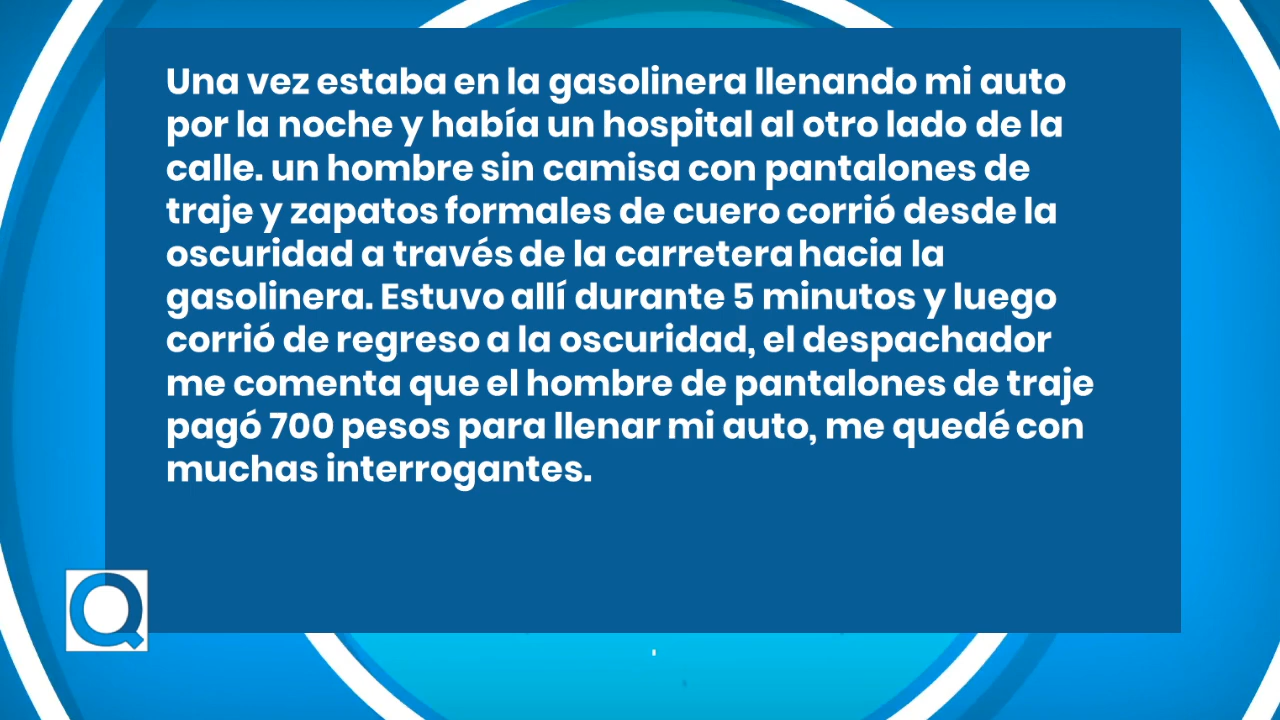 Una vez estaba en la gasolinera llenando mi auto
por la noche y había un hospital al otro lado de la
calle. un hombre sin camisa con pantalones de
traje y zapatos formales de cuero corrió desde la
oscuridad a través de la carretera hacia la
gasolinera. Estuvo allí durante 5 minutos y luego
corrió de regreso a la oscuridad, el despachador
me comenta que el hombre de pantalones de traje
pagó 700 pesos para llenar mi auto, me quedé con
muchas interrogantes.
Q